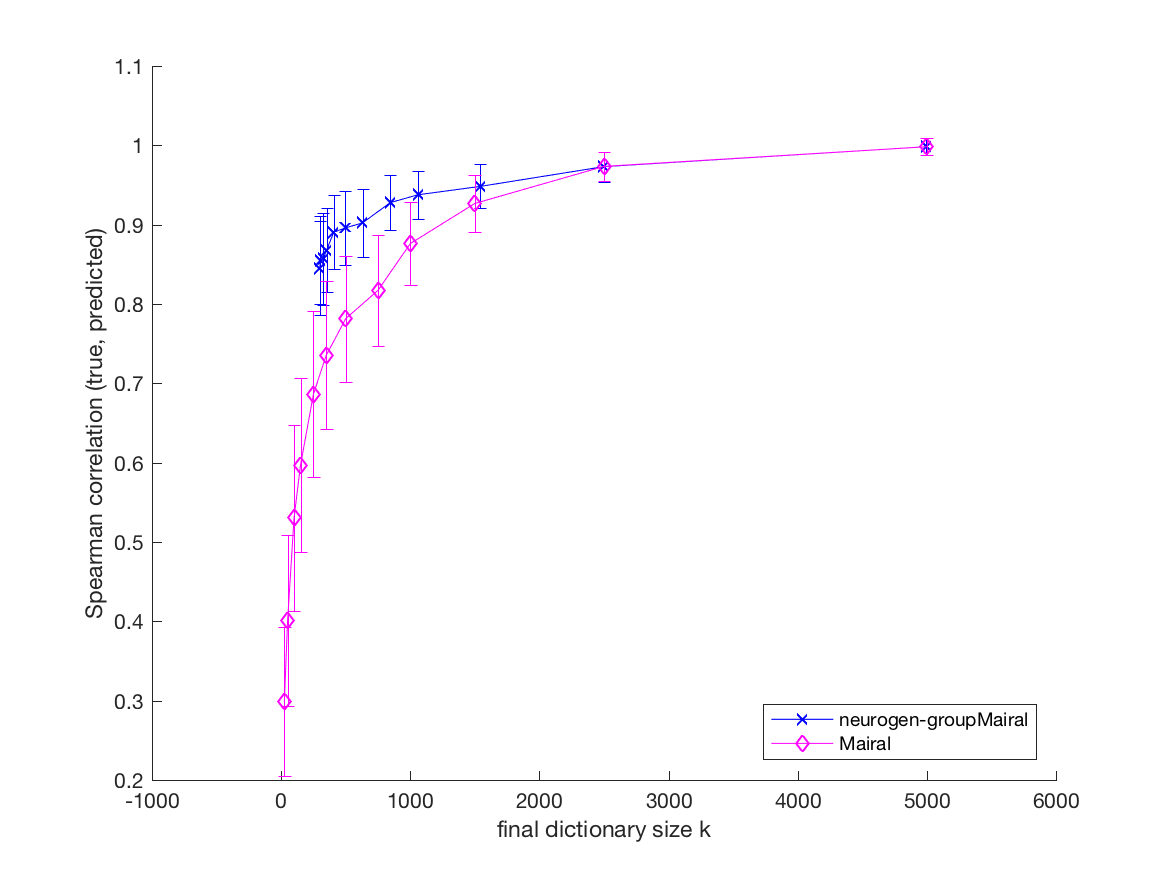 1.1
1
0.9
0.8
0.7
0.6
0.5
0.4
0.3
0.2
Spearman correlation (true, predicted)
-1000 0 1000 2000 3000 4000 5000 6000
final dictionary size k
neurogen-groupMairal
Mairal